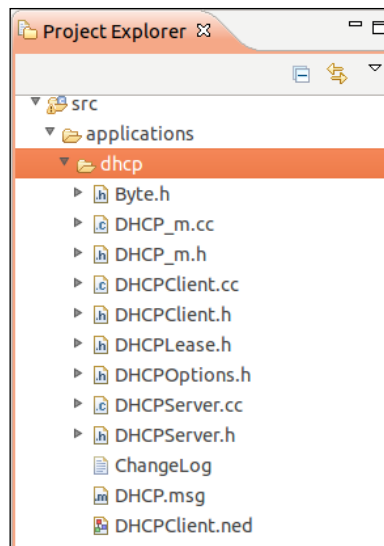 Project Explorer
src
applications
dhcp
Byte.h
DHCP_m.cc
DHCP_m.h
DHCPClient.cc
DHCPClient.h
DHCPLease.h
DHCPOptions.h
DHCPServer.cc
DHCPServer.h
ChangeLog
DHCP.msg
DHCPClient.ned